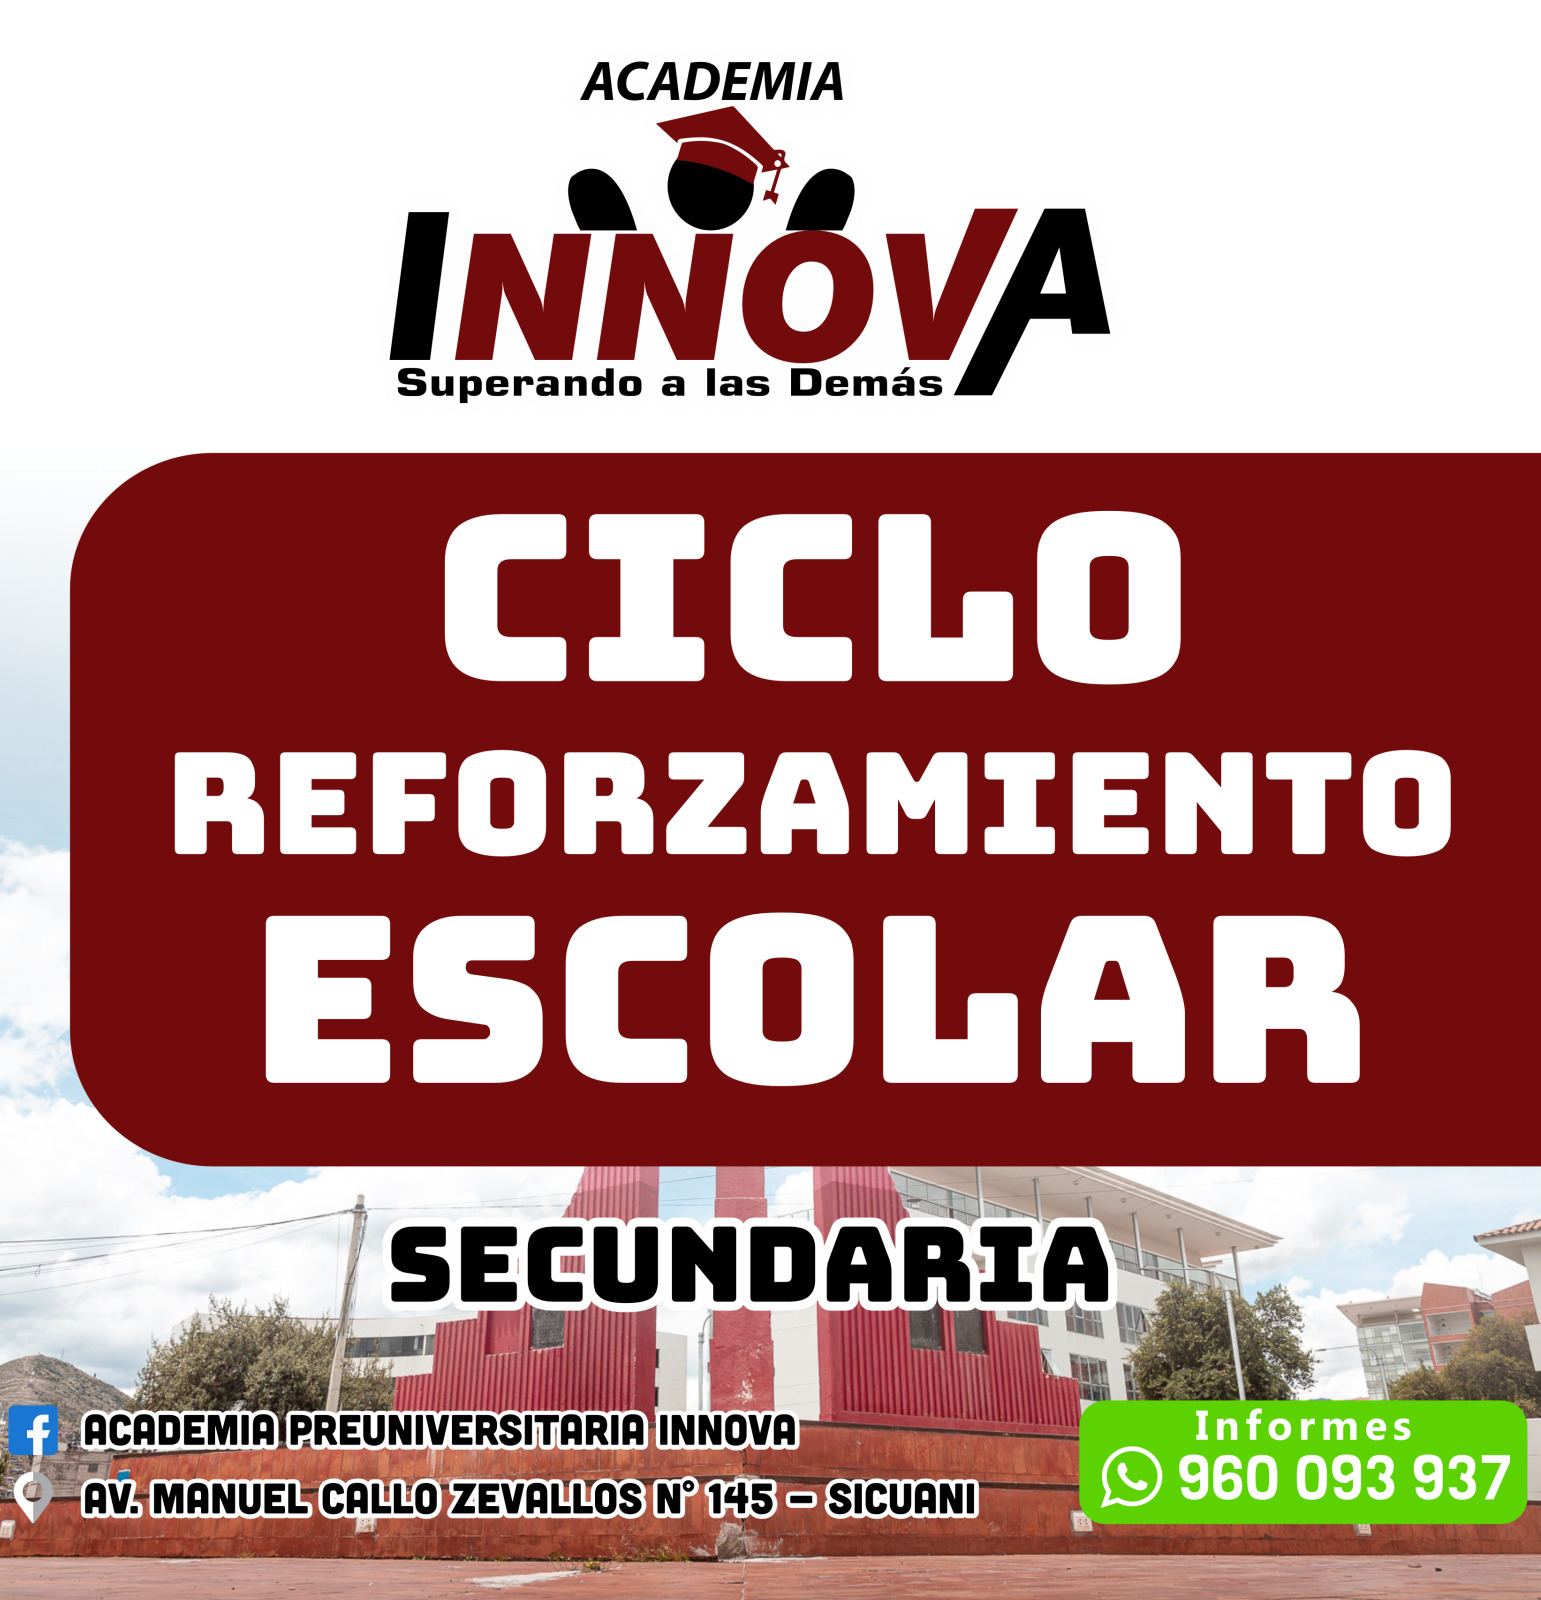 ACADEMIA
INNOVA
Superando a las Demás
CICLO
REFORZAMIENTO
ESCOLAR
SECUNDARIA
ACADEMIA PREUNIVERSITARIA INNOVA
AV. MANUEL CALLO ZEVALLOS N° 145 – SICUANI
Informes
960 093 937